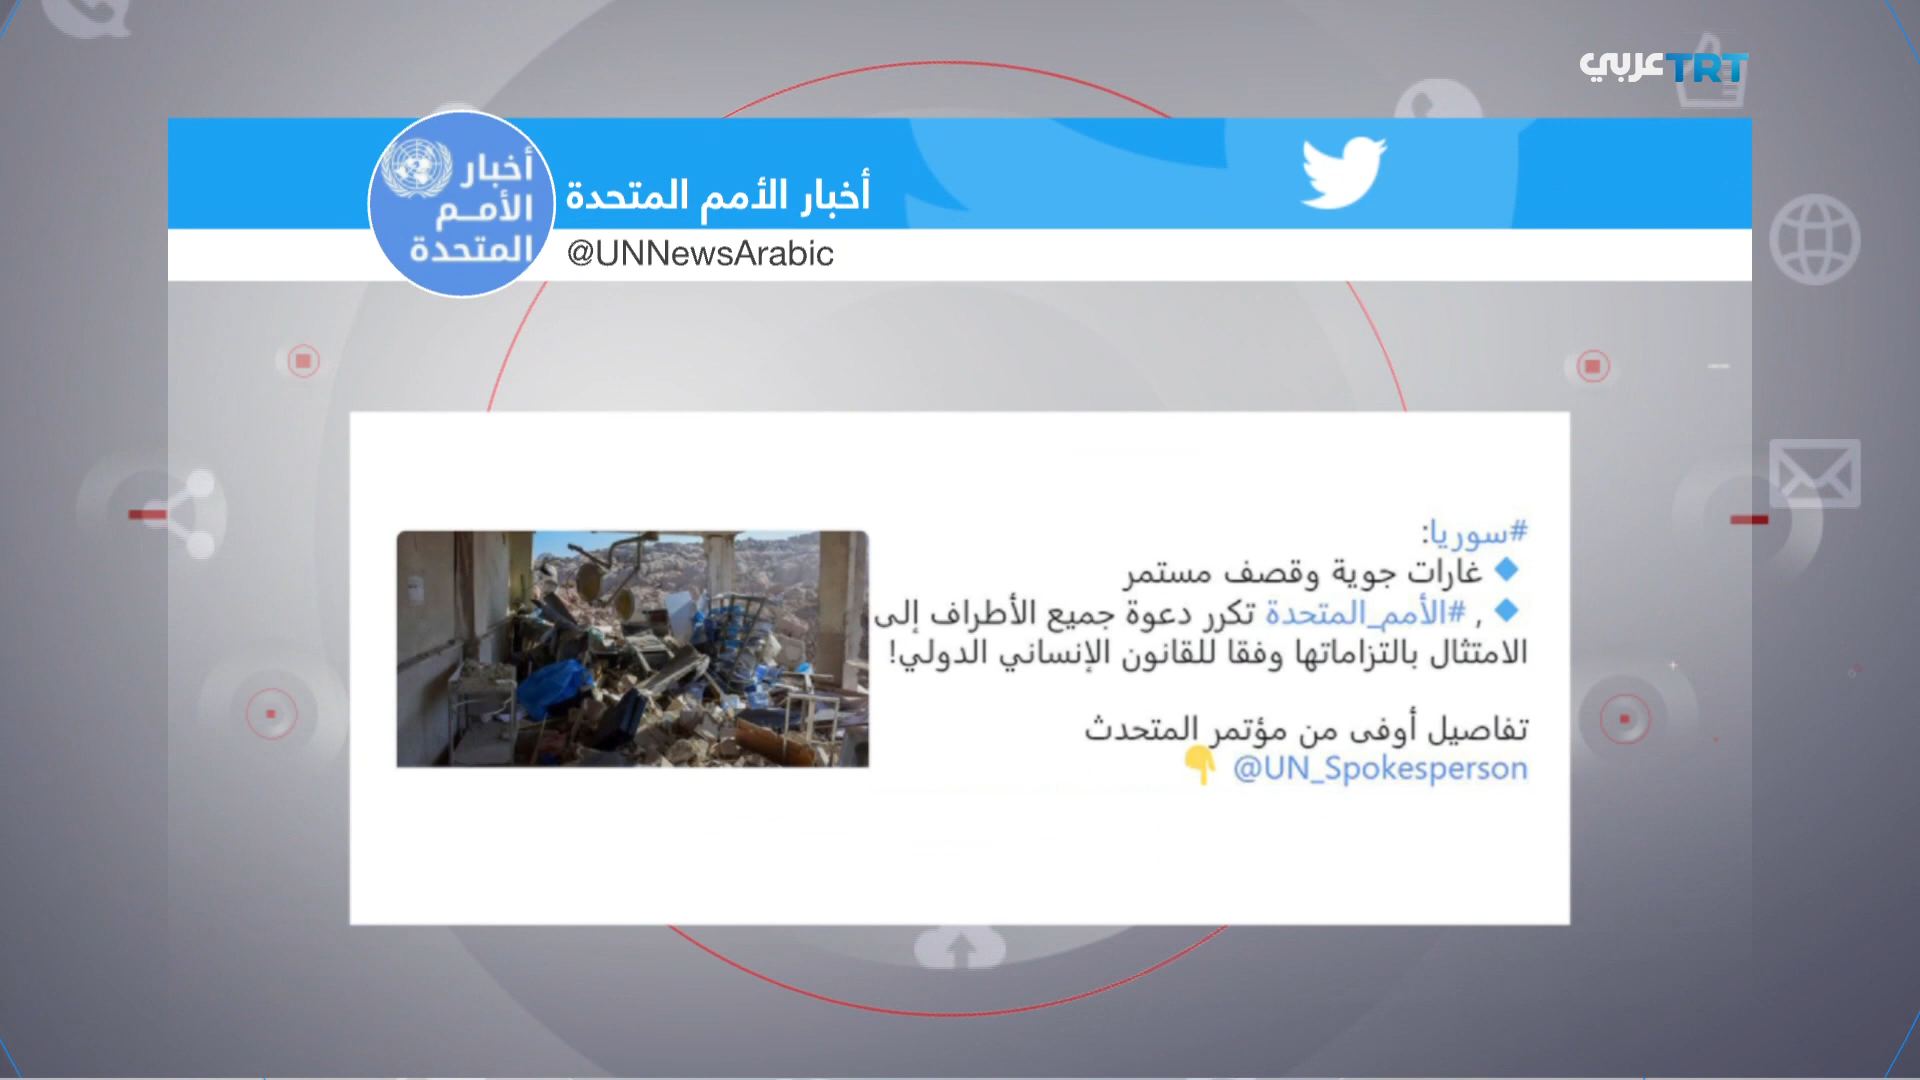 TRT عربي
أخبار
الأمم
المتحدة
أخبار الأمم المتحدة
@UNNewsArabic
#سوريا:
غارات جوية وقصف مستمر
, #الأمم_المتحدة تكرر دعوة جميع الأطراف إلى
الامتثال بالتزاماتها وفقا للقانون الإنساني الدولي!
تفاصيل أوفى من مؤتمر المتحدث
@UN_Spokesperson